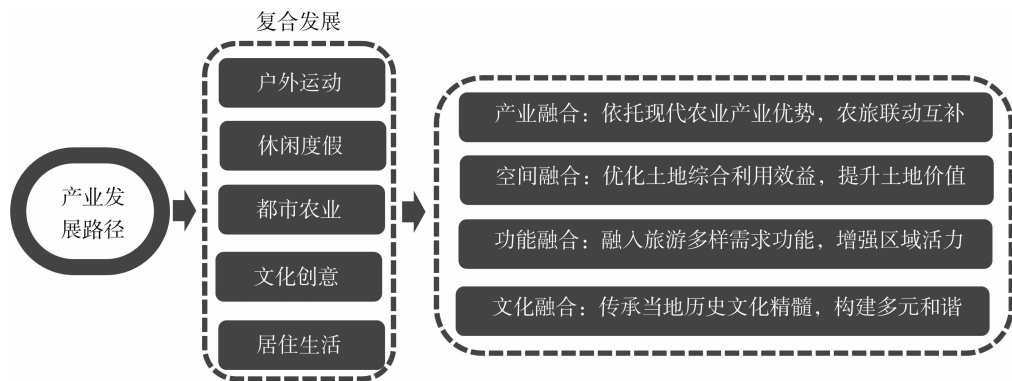 产业发
展路径
复合发展
户外运动
休闲度假
都市农业
文化创意
居住生活
产业融合：依托现代农业产业优势，农旅联动互补
空间融合：优化土地综合利用效益，提升土地价值
功能融合：融入旅游多样需求功能，增强区域活力
文化融合：传承当地历史文化精髓，构建多元和谐